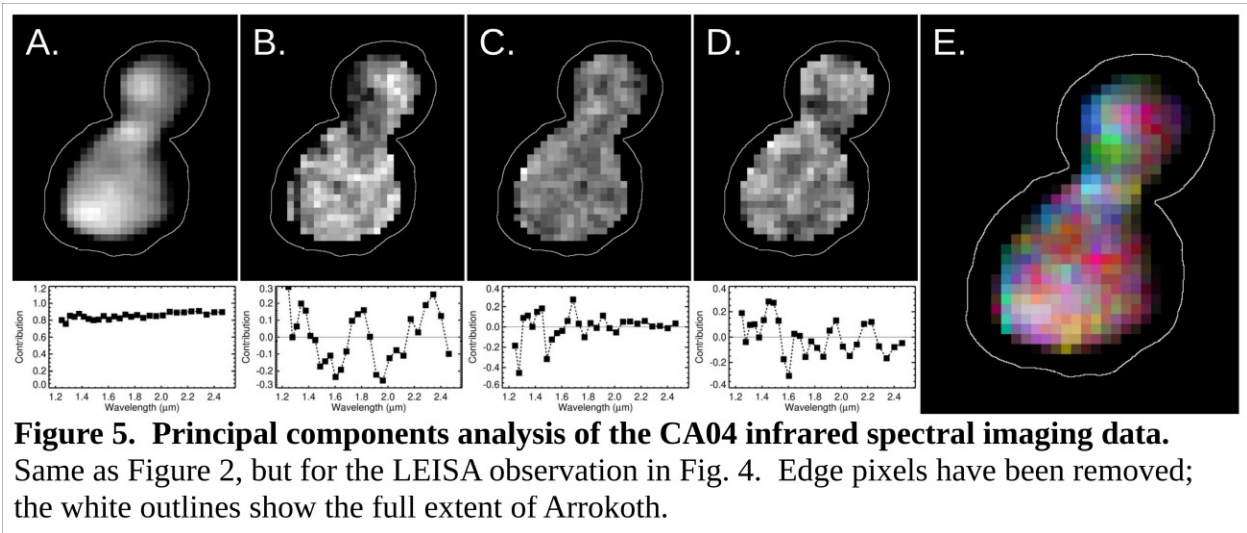 A. B. C. D. E.
1.2 1.0 0.8 0.6 0.4 0.2 0.0
Contribution
1.2 1.4 1.6 1.8 2.0 2.2 2.4
Wavelength (μm)
0.3 0.2 0.1 0.0 -0.1 -0.2 -0.3
Contribution
1.2 1.4 1.6 1.8 2.0 2.2 2.4
Wavelength (μm)
0.4 0.2 0.0 -0.2 -0.4 -0.6
Contribution
1.2 1.4 1.6 1.8 2.0 2.2 2.4
Wavelength (μm)
0.4 0.2 0.0 -0.2 -0.4
Contribution
1.2 1.4 1.6 1.8 2.0 2.2 2.4
Wavelength (μm)
Figure 5. Principal components analysis of the CA04 infrared spectral imaging data.
Same as Figure 2, but for the LEISA observation in Fig. 4. Edge pixels have been removed;
the white outlines show the full extent of Arrokoth.